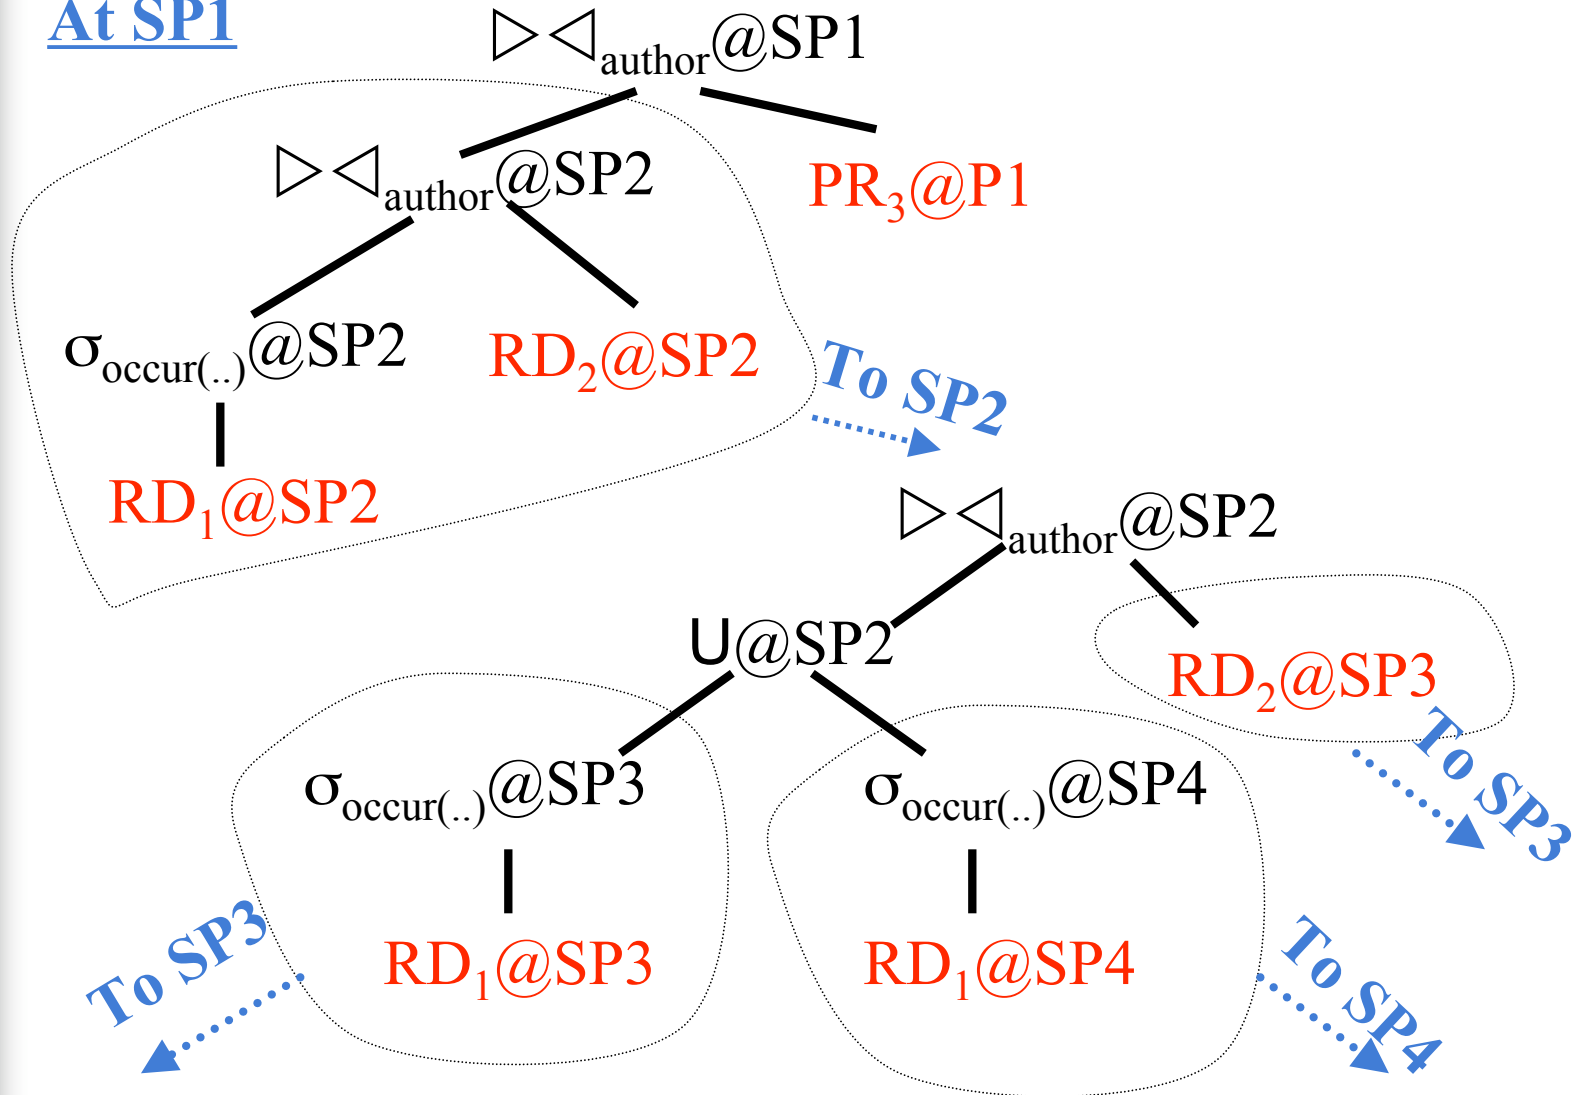 At SP1
▷◁author@SP1
▷◁author@SP2
PR3@P1
σoccur(..)@SP2
RD2@SP2
To SP2
RD1@SP2
▷◁author@SP2
U@SP2
RD2@SP3
To SP3
σoccur(..)@SP3
σoccur(..)@SP4
To SP3
RD1@SP3
RD1@SP4
To SP4